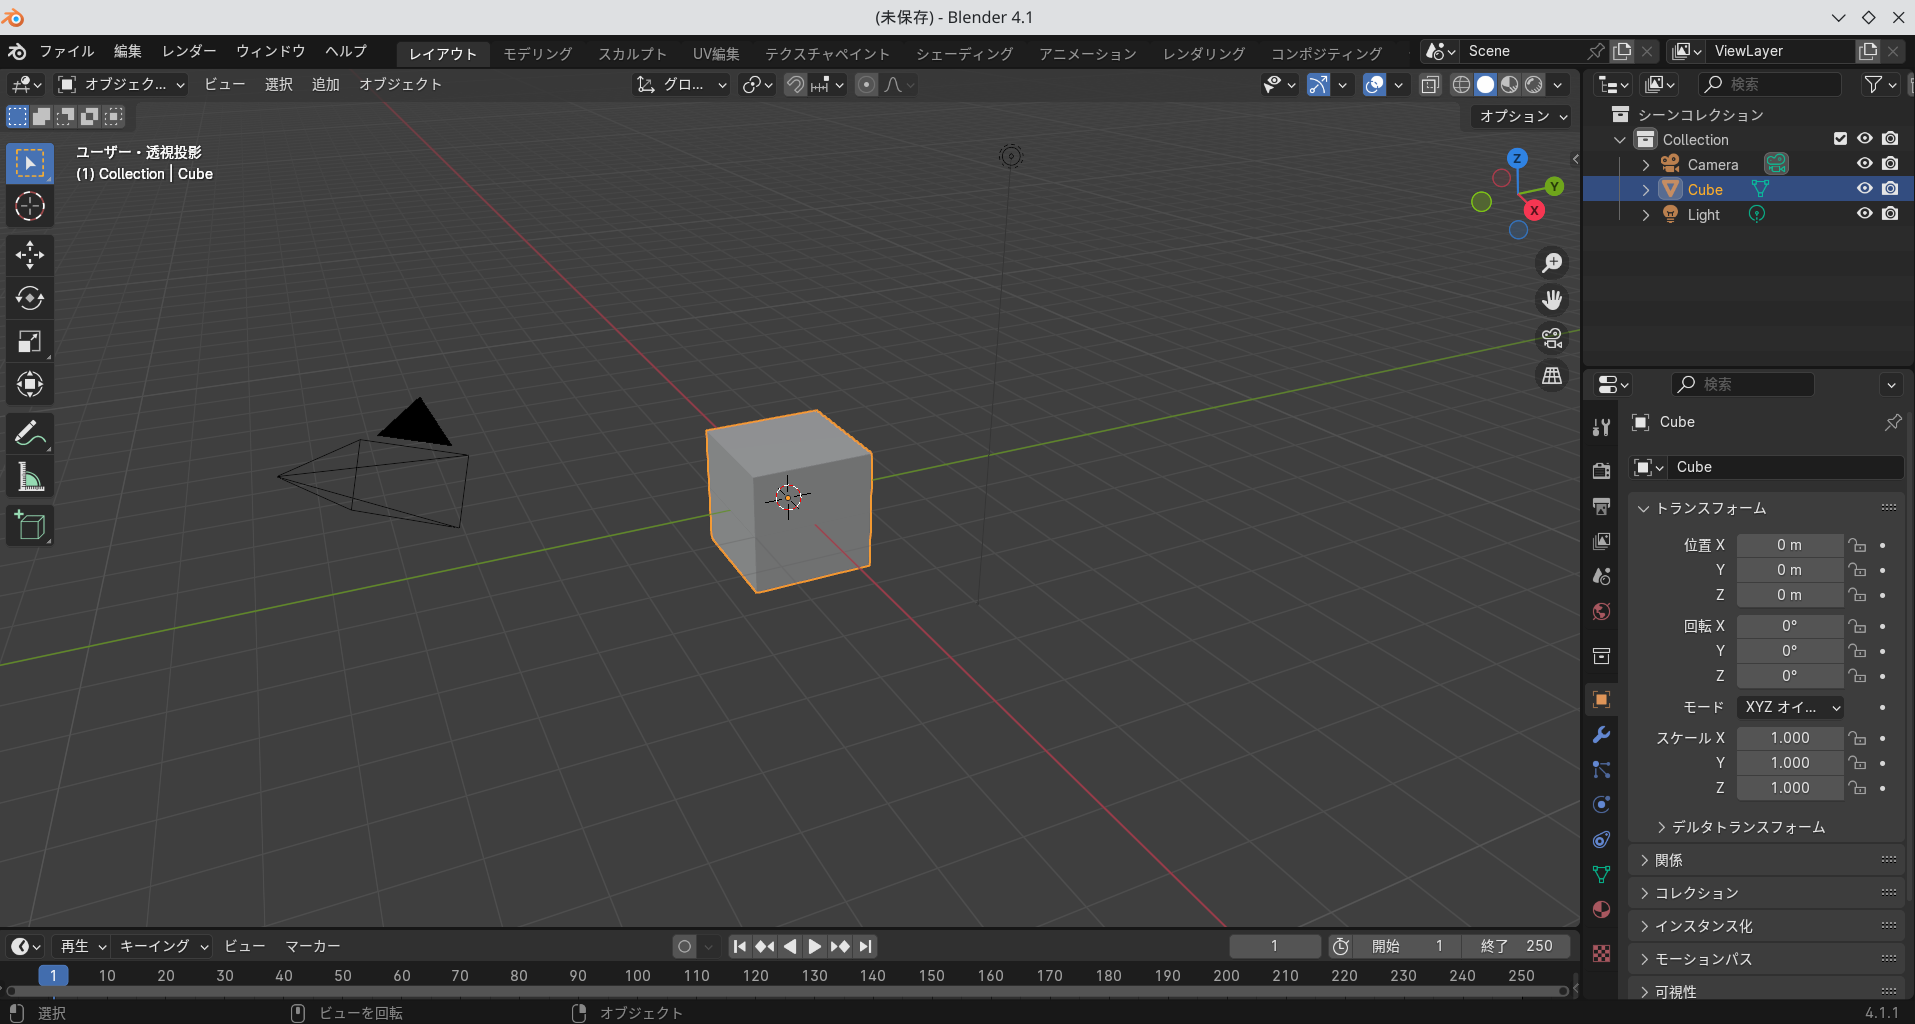 (未保存) - Blender 4.1
ファイル 編集 レンダー ウィンドウ ヘルプ レイアウト モデリング スカルプト UV編集 テクスチャペイント シェーディング アニメーション レンダリング コンポジティング Scene ViewLayer
オブジェク... ビュー 選択 追加 オブジェクト グロ... 検索
オプション
ユーザー・透視投影
(1) Collection | Cube
Z
Y
X
シーンコレクション
Collection
Camera
Cube
Light
検索
Cube
Cube
トランスフォーム
位置 X 0 m
Y 0 m
Z 0 m
回転 X 0°
Y 0°
Z 0°
モード XYZ オイ...
スケール X 1.000
Y 1.000
Z 1.000
デルタトランスフォーム
関係
コレクション
インスタンス化
モーションパス
可視性
再生 キーイング ビュー マーカー 1 開始 1 終了 250
1 10 20 30 40 50 60 70 80 90 100 110 120 130 140 150 160 170 180 190 200 210 220 230 240 250
選択 ビューを回転 オブジェクト 4.1.1